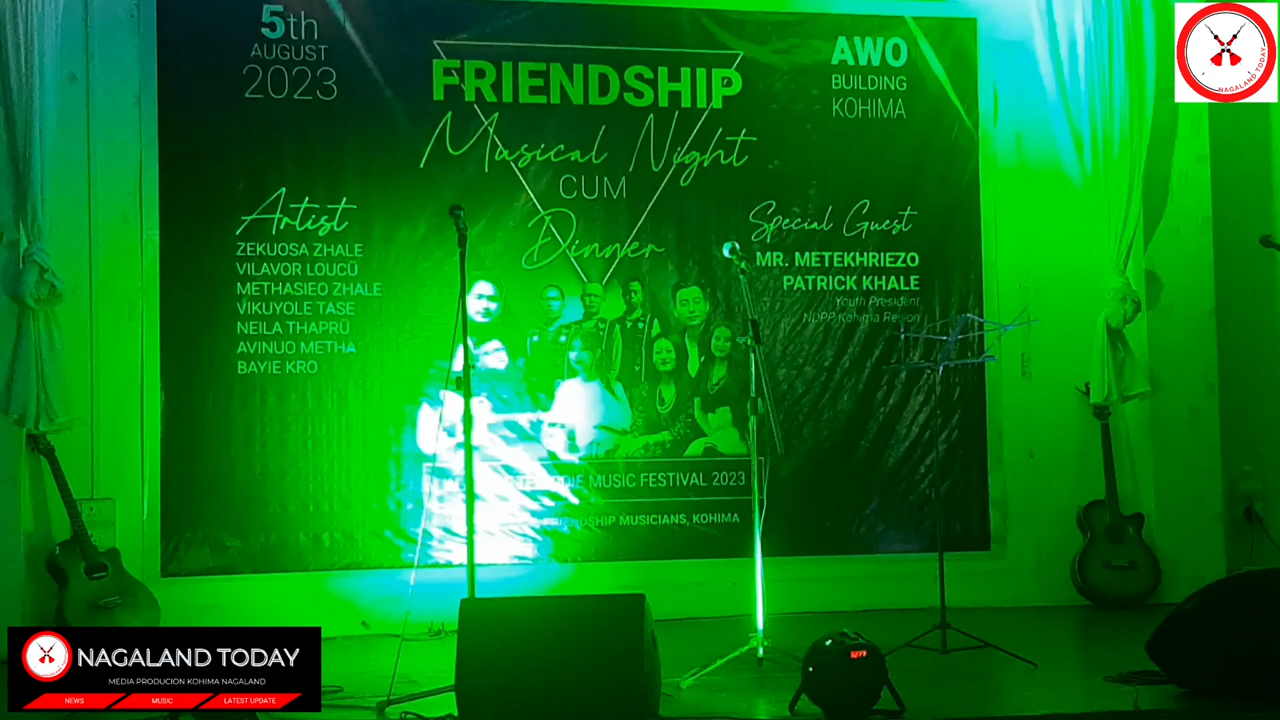 5th
AUGUST
2023
FRIENDSHIP
Musical Night
CUM
Dinner
AWO
BUILDING
KOHIMA
Artist
ZEKUOSA ZHALE
VILAVOR LOUCÜ
METHASIEO ZHALE
VIKUYOLE TASE
NEILA THAPRÜ
AVINUO METHA
BAYIE KRO
Special Guest
MR. METEKHRIEZO
PATRICK KHALE
Youth President
NDPP Kohima Region
MUSIC FESTIVAL 2023
FRIENDSHIP MUSICIANS, KOHIMA
NAGALAND TODAY
NAGALAND TODAY
MEDIA PRODUCION KOHIMA NAGALAND
NEWS
MUSIC
LATEST UPDATE